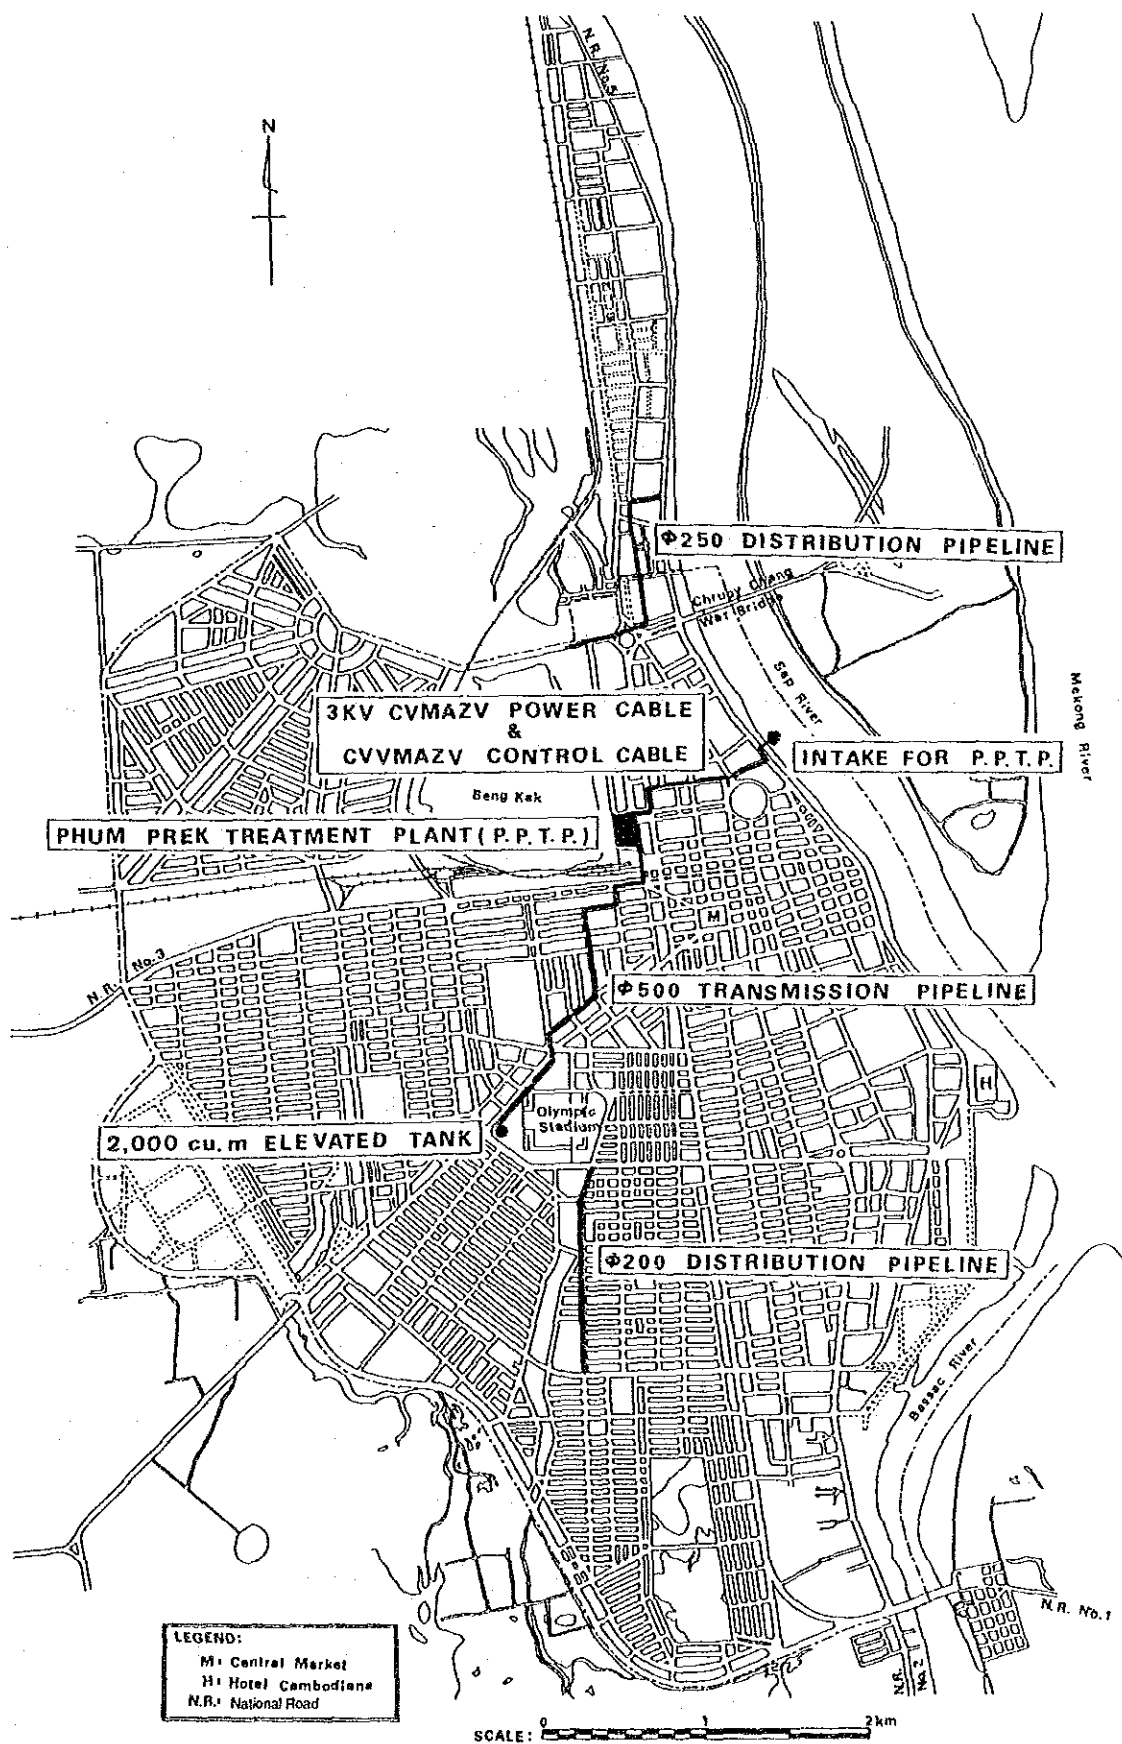 N.R. No.5
N
Φ250 DISTRIBUTION PIPELINE
Chruoy Chang
War Bridge
Sap River
Mekong River
3KV CVMAZV POWER CABLE
&
CVVMAZV CONTROL CABLE
INTAKE FOR P.P.T.P.
Beng Kak
PHUM PREK TREATMENT PLANT (P.P.T.P.)
M
N.R. No.3
Φ500 TRANSMISSION PIPELINE
H
Olympic
Stadium
2,000 cu.m ELEVATED TANK
Φ200 DISTRIBUTION PIPELINE
Bassac River
N.R. No.1
N.R.
No.2
LEGEND:
M: Central Market
H: Hotel Cambodiana
N.R.: National Road
SCALE: 0 1 2km